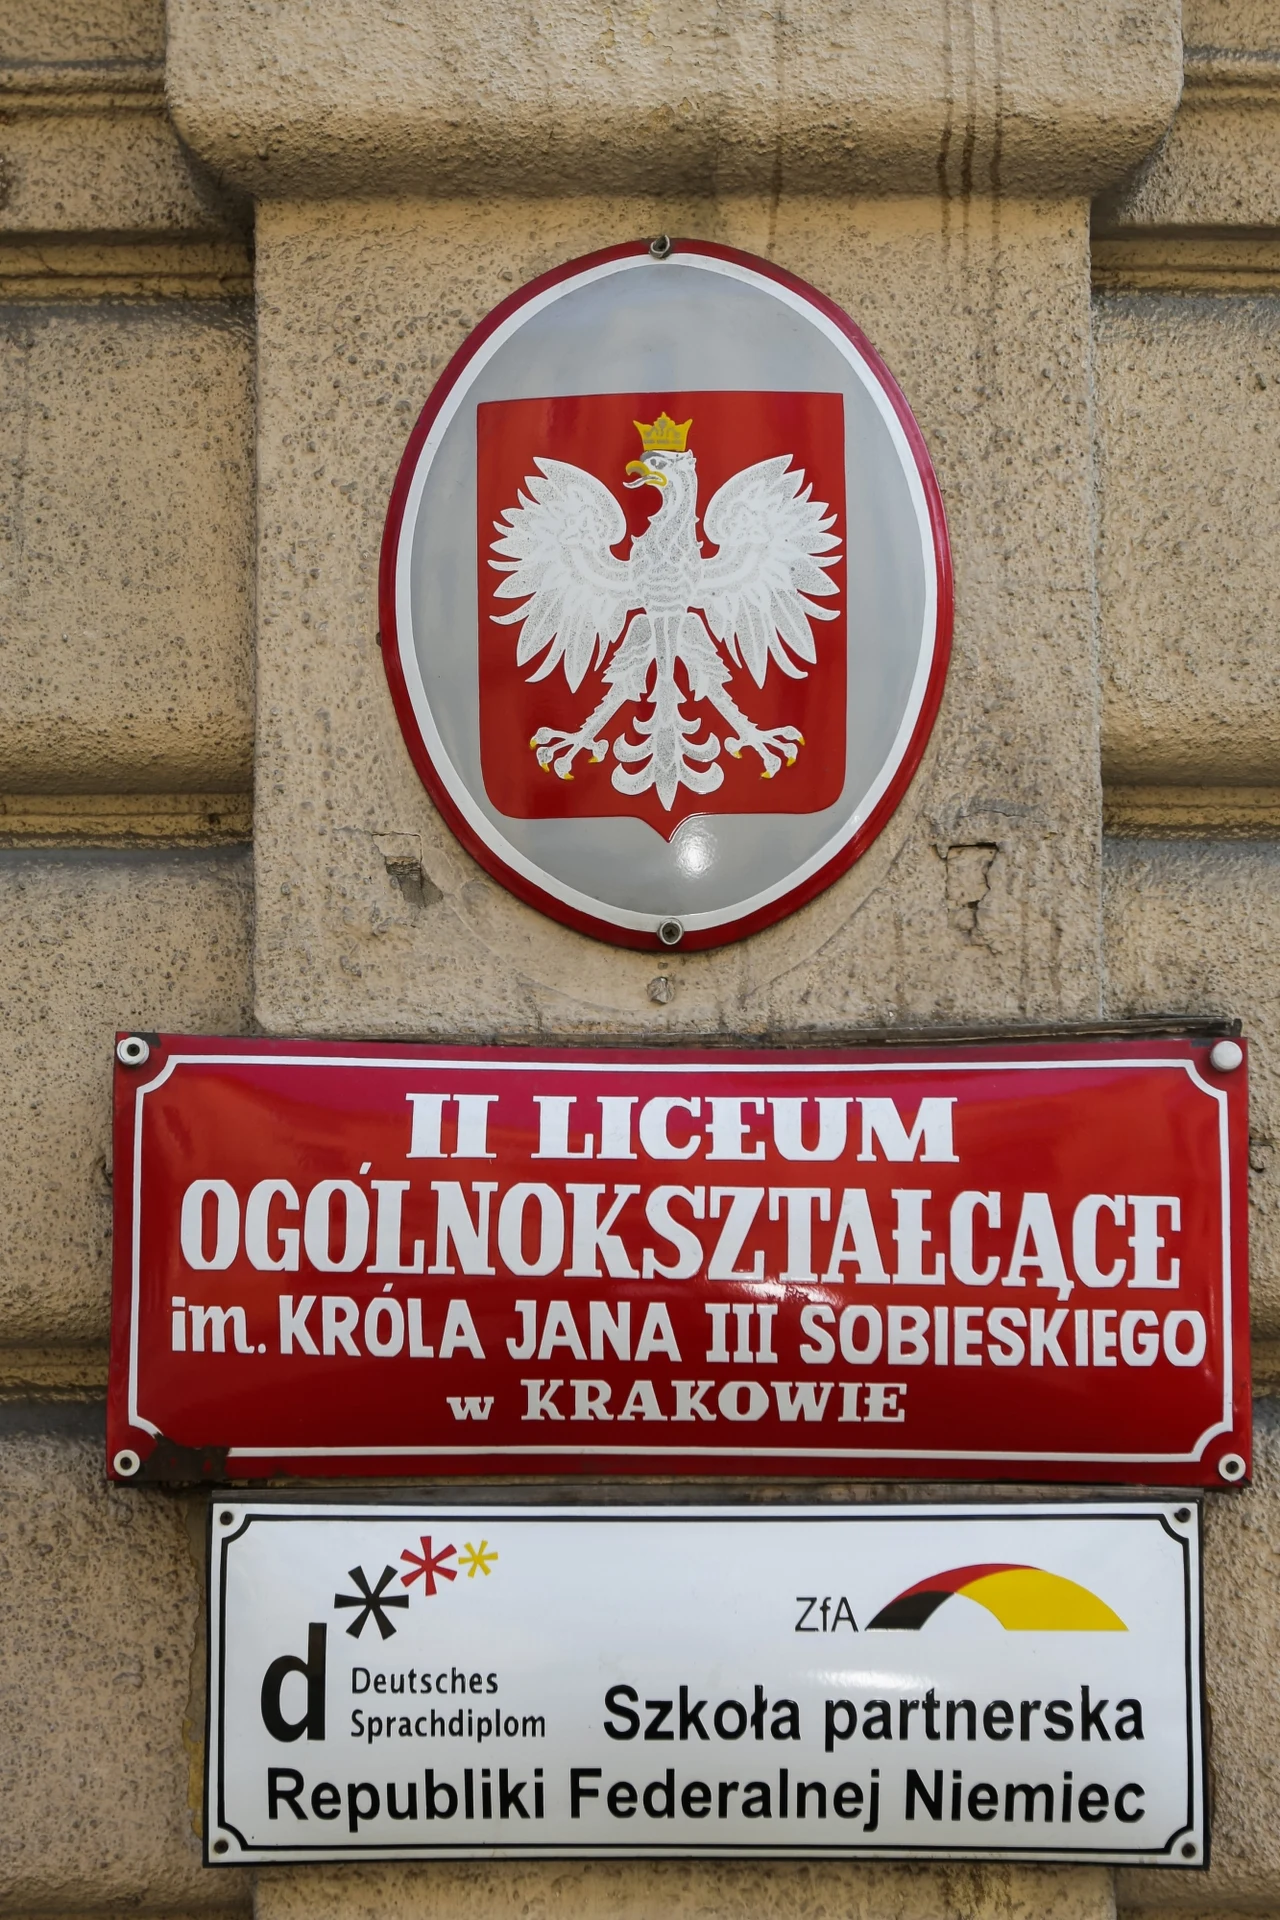 II LICEUM
OGÓLNOKSZTAŁCĄCE
im. KRÓLA JANA III SOBIESKIEGO
w KRAKOWIE
d
Deutsches
Sprachdiplom
ZfA
Szkoła partnerska
Republiki Federalnej Niemiec